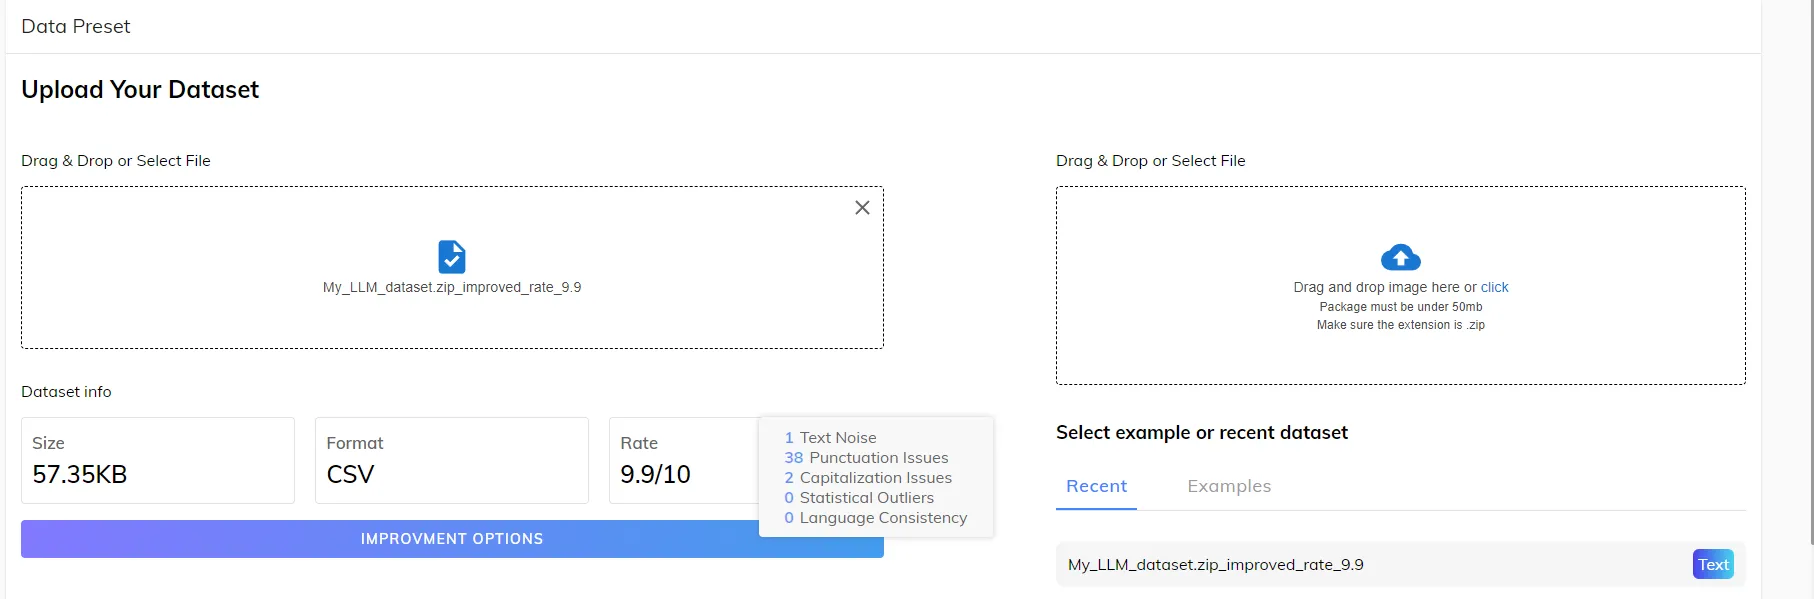 Data Preset
Upload Your Dataset
Drag & Drop or Select File
My_LLM_dataset.zip_improved_rate_9.9
Dataset info
Size
57.35KB
Format
CSV
Rate
9.9/10
1 Text Noise
38 Punctuation Issues
2 Capitalization Issues
0 Statistical Outliers
0 Language Consistency
IMPROVMENT OPTIONS
Drag & Drop or Select File
Drag and drop image here or click
Package must be under 50mb
Make sure the extension is .zip
Select example or recent dataset
Recent
Examples
My_LLM_dataset.zip_improved_rate_9.9
Text